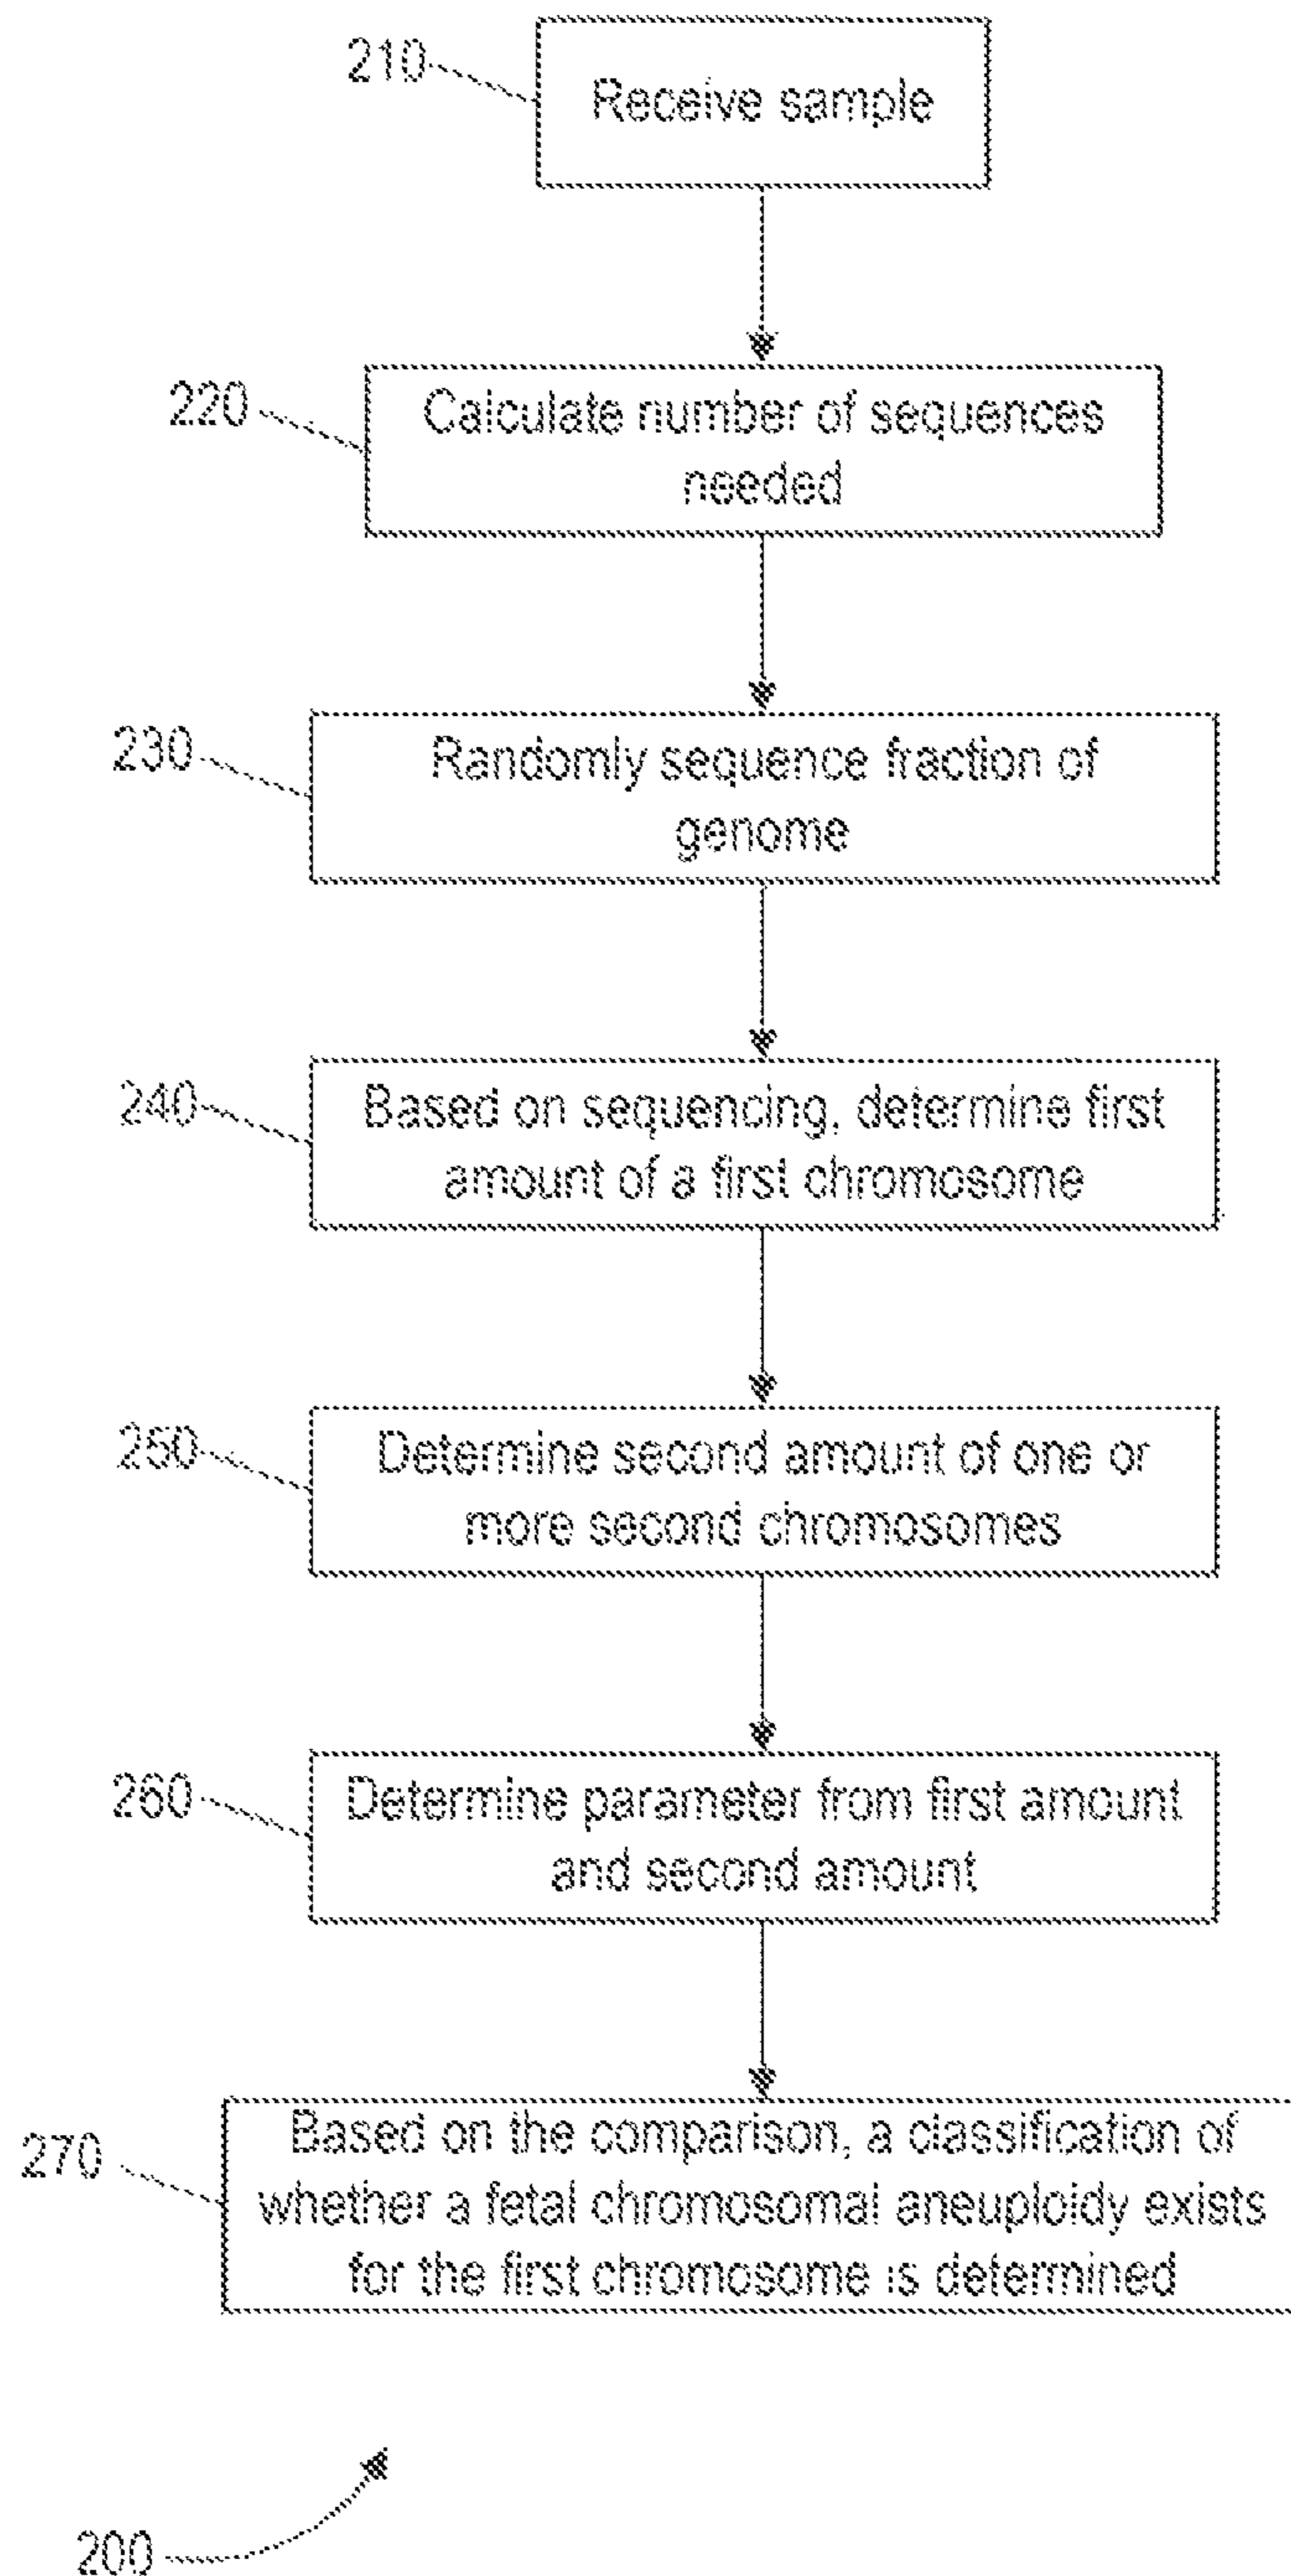 210
Receive sample
220
Calculate number of sequences
needed
230
Randomly sequence fraction of
genome
240
Based on sequencing, determine first
amount of a first chromosome
250
Determine second amount of one or
more second chromosomes
260
Determine parameter from first amount
and second amount
270
Based on the comparison, a classification of
whether a fetal chromosomal aneuploidy exists
for the first chromosome is determined
200